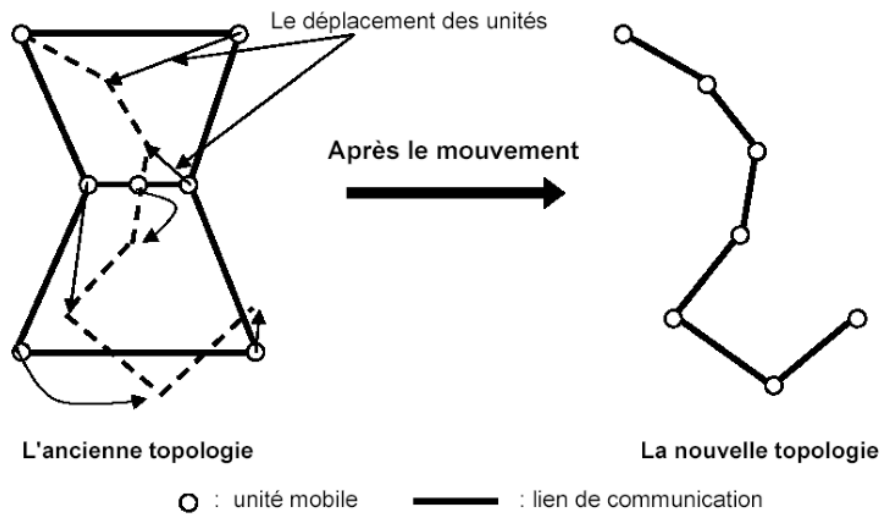 Le déplacement des unités
Après le mouvement
L'ancienne topologie
La nouvelle topologie
: unité mobile
: lien de communication